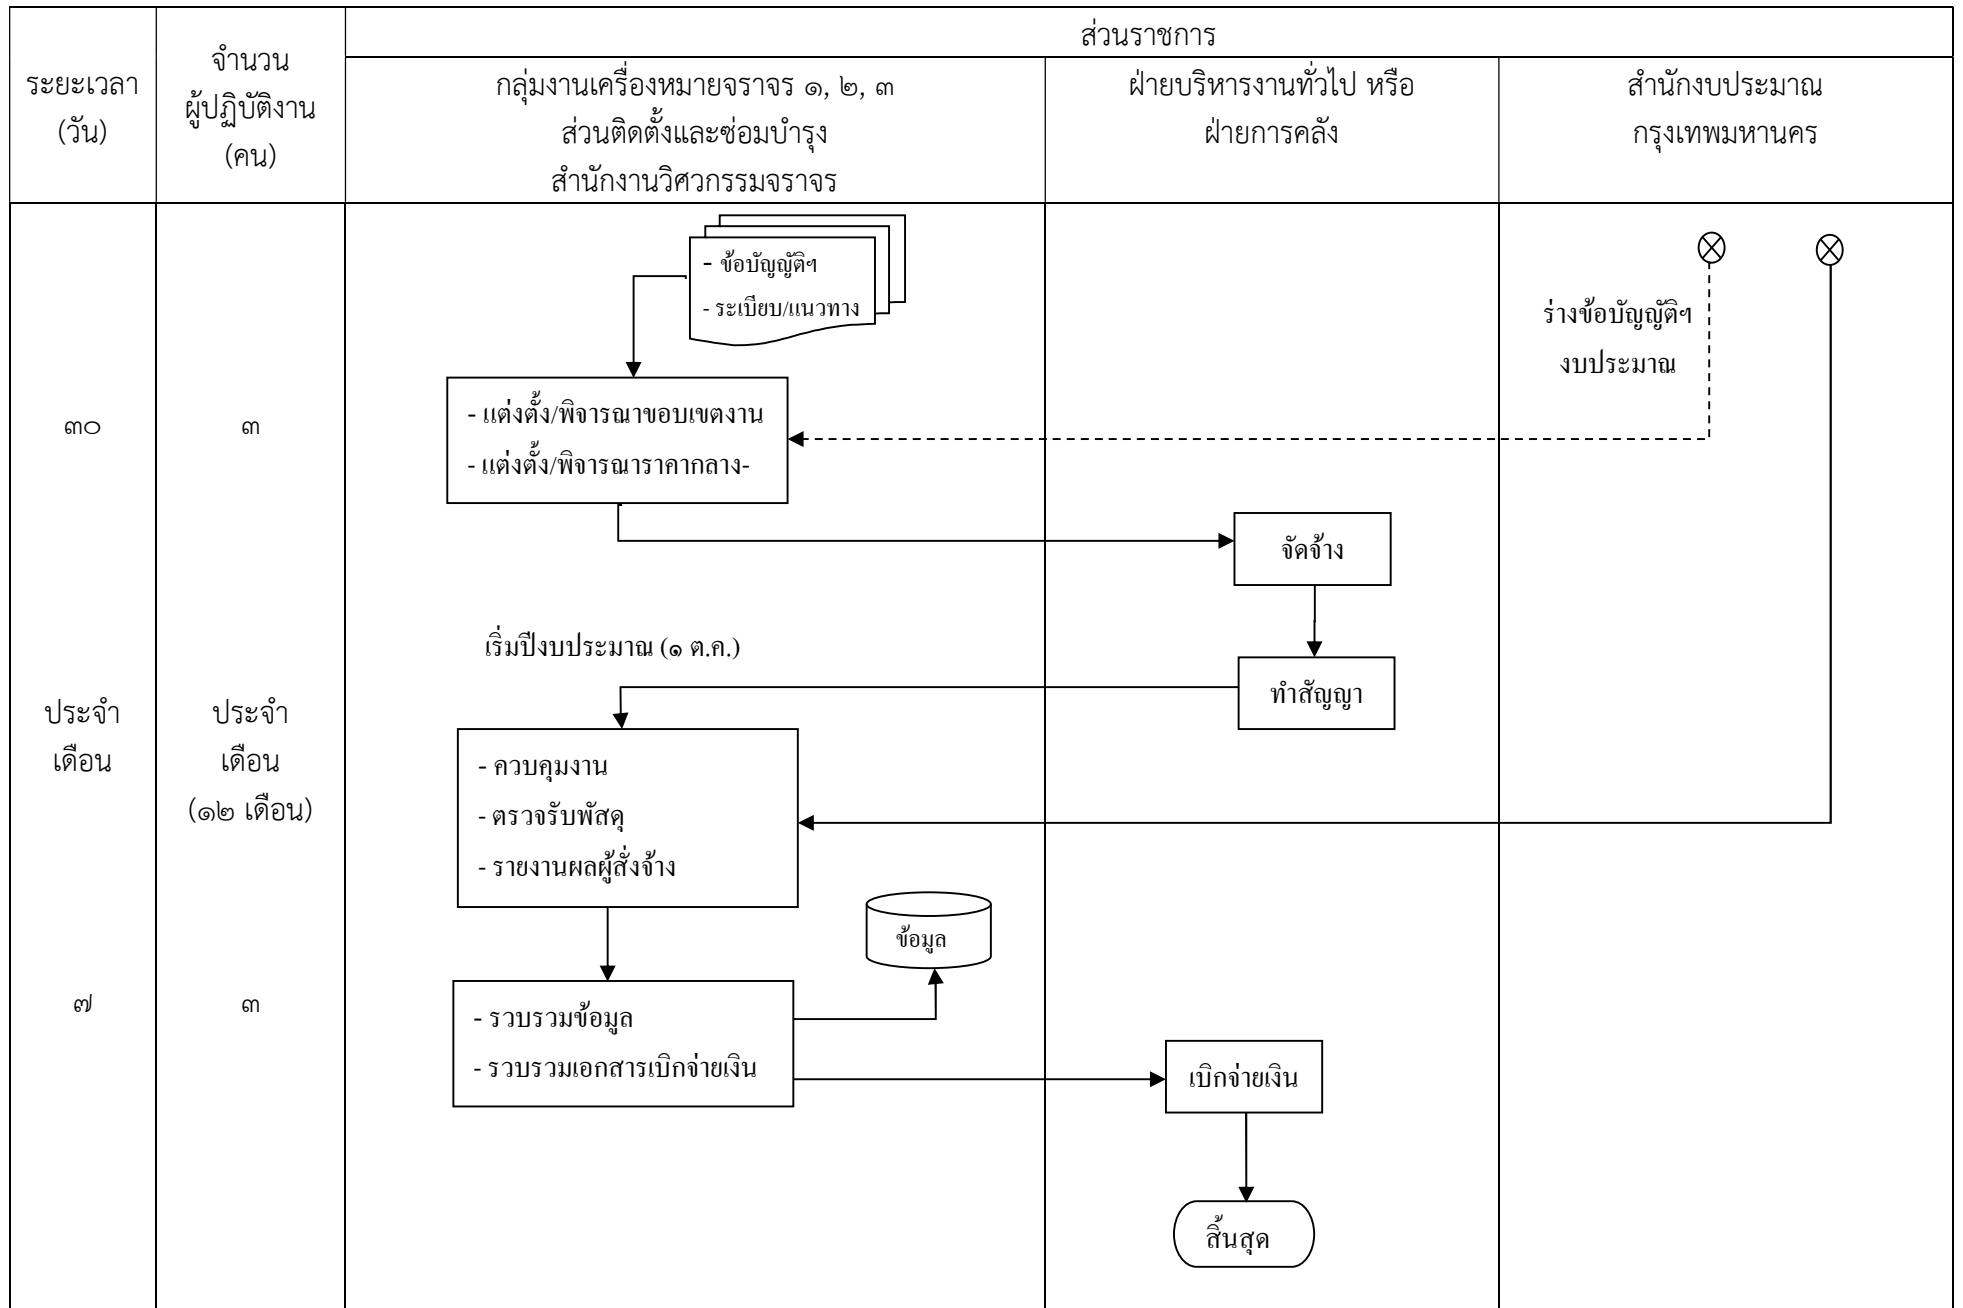 ส่วนราชการ
ระยะเวลา
(วัน)
จำนวน
ผู้ปฏิบัติงาน
(คน)
กลุ่มงานเครื่องหมายจราจร ๑, ๒, ๓
ส่วนติดตั้งและซ่อมบำรุง
สำนักงานวิศวกรรมจราจร
ฝ่ายบริหารงานทั่วไป หรือ
ฝ่ายการคลัง
สำนักงบประมาณ
กรุงเทพมหานคร
- ข้อบัญญัติฯ
- ระเบียบ/แนวทาง
ร่างข้อบัญญัติฯ
งบประมาณ
๓๐
๓
- แต่งตั้ง/พิจารณาขอบเขตงาน
- แต่งตั้ง/พิจารณาราคากลาง-
จัดจ้าง
เริ่มปีงบประมาณ (๑ ต.ค.)
ทำสัญญา
ประจำ
เดือน
ประจำ
เดือน
(๑๒ เดือน)
- ควบคุมงาน
- ตรวจรับพัสดุ
- รายงานผลผู้สั่งจ้าง
ข้อมูล
๗
๓
- รวบรวมข้อมูล
- รวบรวมเอกสารเบิกจ่ายเงิน
เบิกจ่ายเงิน
สิ้นสุด